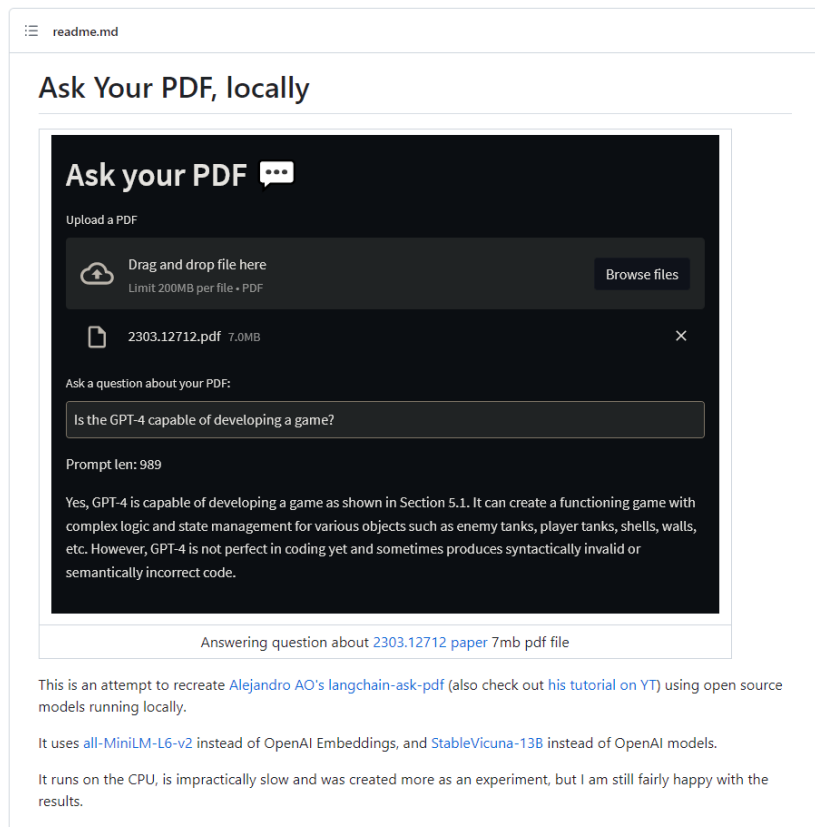 readme.md
Ask Your PDF, locally
Ask your PDF
Upload a PDF
Drag and drop file here
Limit 200MB per file • PDF
Browse files
2303.12712.pdf 7.0MB
Ask a question about your PDF:
Is the GPT-4 capable of developing a game?
Prompt len: 989
Yes, GPT-4 is capable of developing a game as shown in Section 5.1. It can create a functioning game with
complex logic and state management for various objects such as enemy tanks, player tanks, shells, walls,
etc. However, GPT-4 is not perfect in coding yet and sometimes produces syntactically invalid or
semantically incorrect code.
Answering question about 2303.12712 paper 7mb pdf file
This is an attempt to recreate Alejandro AO's langchain-ask-pdf (also check out his tutorial on YT) using open source
models running locally.
It uses all-MiniLM-L6-v2 instead of OpenAI Embeddings, and StableVicuna-13B instead of OpenAI models.
It runs on the CPU, is impractically slow and was created more as an experiment, but I am still fairly happy with the
results.